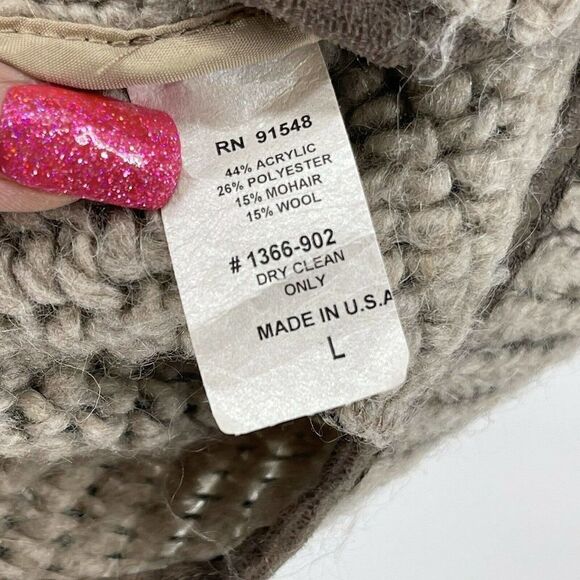 RN 91548
44% ACRYLIC
26% POLYESTER
15% MOHAIR
15% WOOL
# 1366-902
DRY CLEAN
ONLY
MADE IN U.S.A
L